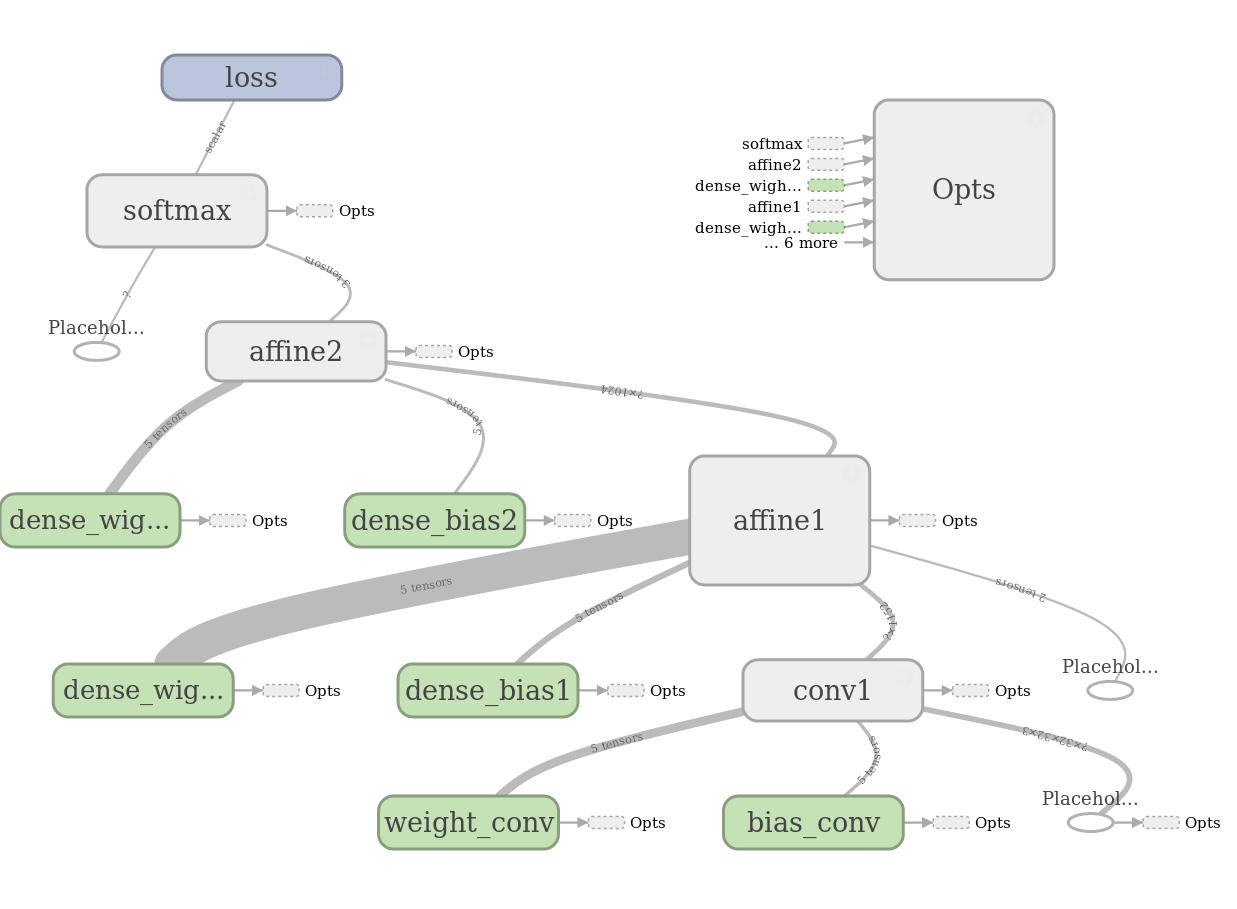 loss
scalar
softmax
Opts
?
3 tensors
Placehol...
affine2
Opts
softmax
affine2
dense_wigh...
affine1
dense_wigh...
... 6 more
Opts
5 tensors
5 tensors
?×1024
dense_wig...
Opts
dense_bias2
Opts
affine1
Opts
5 tensors
5 tensors
?×1152
2 tensors
dense_wig...
Opts
dense_bias1
Opts
conv1
Opts
Placehol...
5 tensors
5 tensors
?×32×32×3
weight_conv
Opts
bias_conv
Opts
Placehol...
Opts